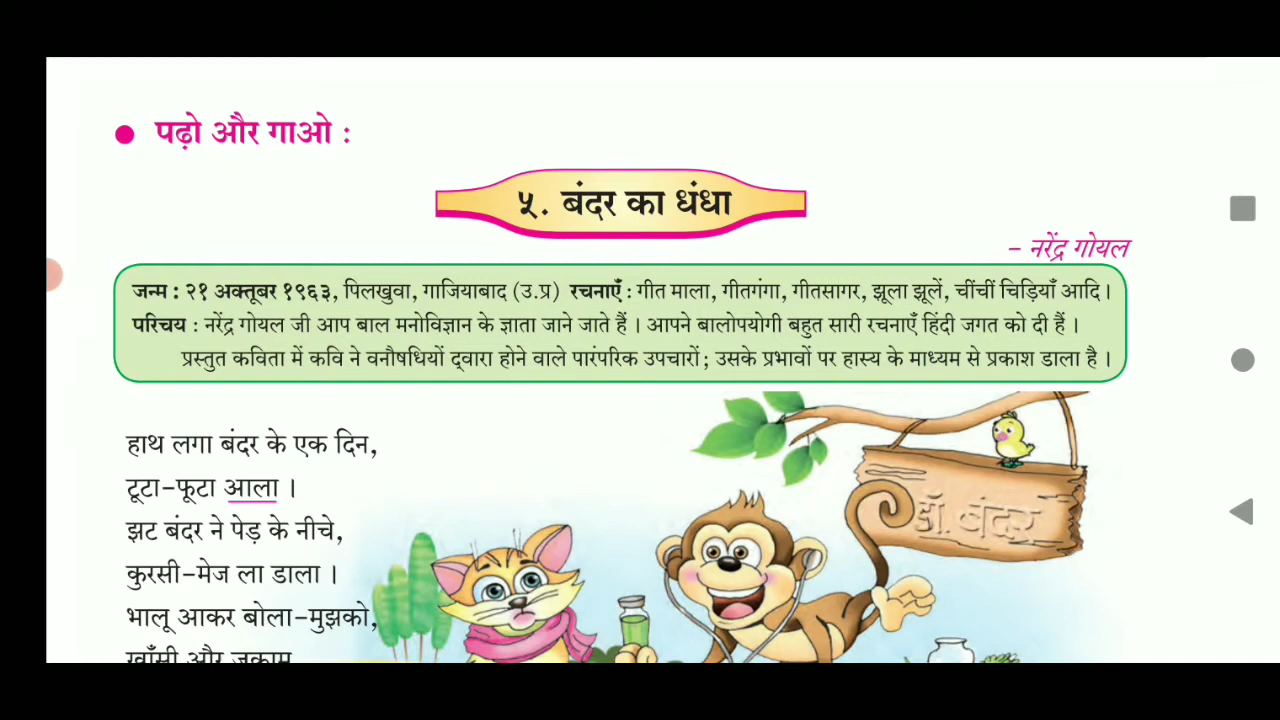 ● पढ़ो और गाओ :
५. बंदर का धंधा
– नरेंद्र गोयल
जन्म : २१ अक्तूबर १९६३, पिलखुवा, गाजियाबाद (उ.प्र) रचनाएँ : गीत माला, गीतगंगा, गीतसागर, झूला झूलें, चींचीं चिड़ियाँ आदि ।
परिचय : नरेंद्र गोयल जी आप बाल मनोविज्ञान के ज्ञाता जाने जाते हैं । आपने बालोपयोगी बहुत सारी रचनाएँ हिंदी जगत को दी हैं ।
प्रस्तुत कविता में कवि ने वनौषधियों द्‌वारा होने वाले पारंपरिक उपचारों ; उसके प्रभावों पर हास्य के माध्यम से प्रकाश डाला है ।
हाथ लगा बंदर के एक दिन,
टूटा–फूटा आला ।
डॉ. बंदर
झट बंदर ने पेड़ के नीचे,
कुरसी–मेज ला डाला ।
भालू आकर बोला–मुझको,
खाँसी और जुकाम